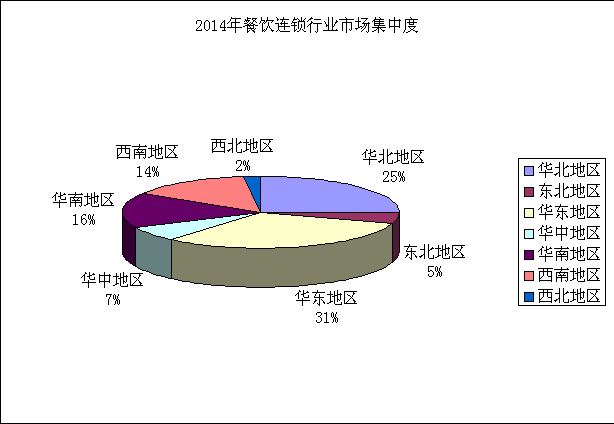 2014年餐饮连锁行业市场集中度
西北地区
2%
西南地区
14%
华北地区
25%
华南地区
16%
东北地区
5%
华中地区
7%
华东地区
31%
华北地区
东北地区
华东地区
华中地区
华南地区
西南地区
西北地区